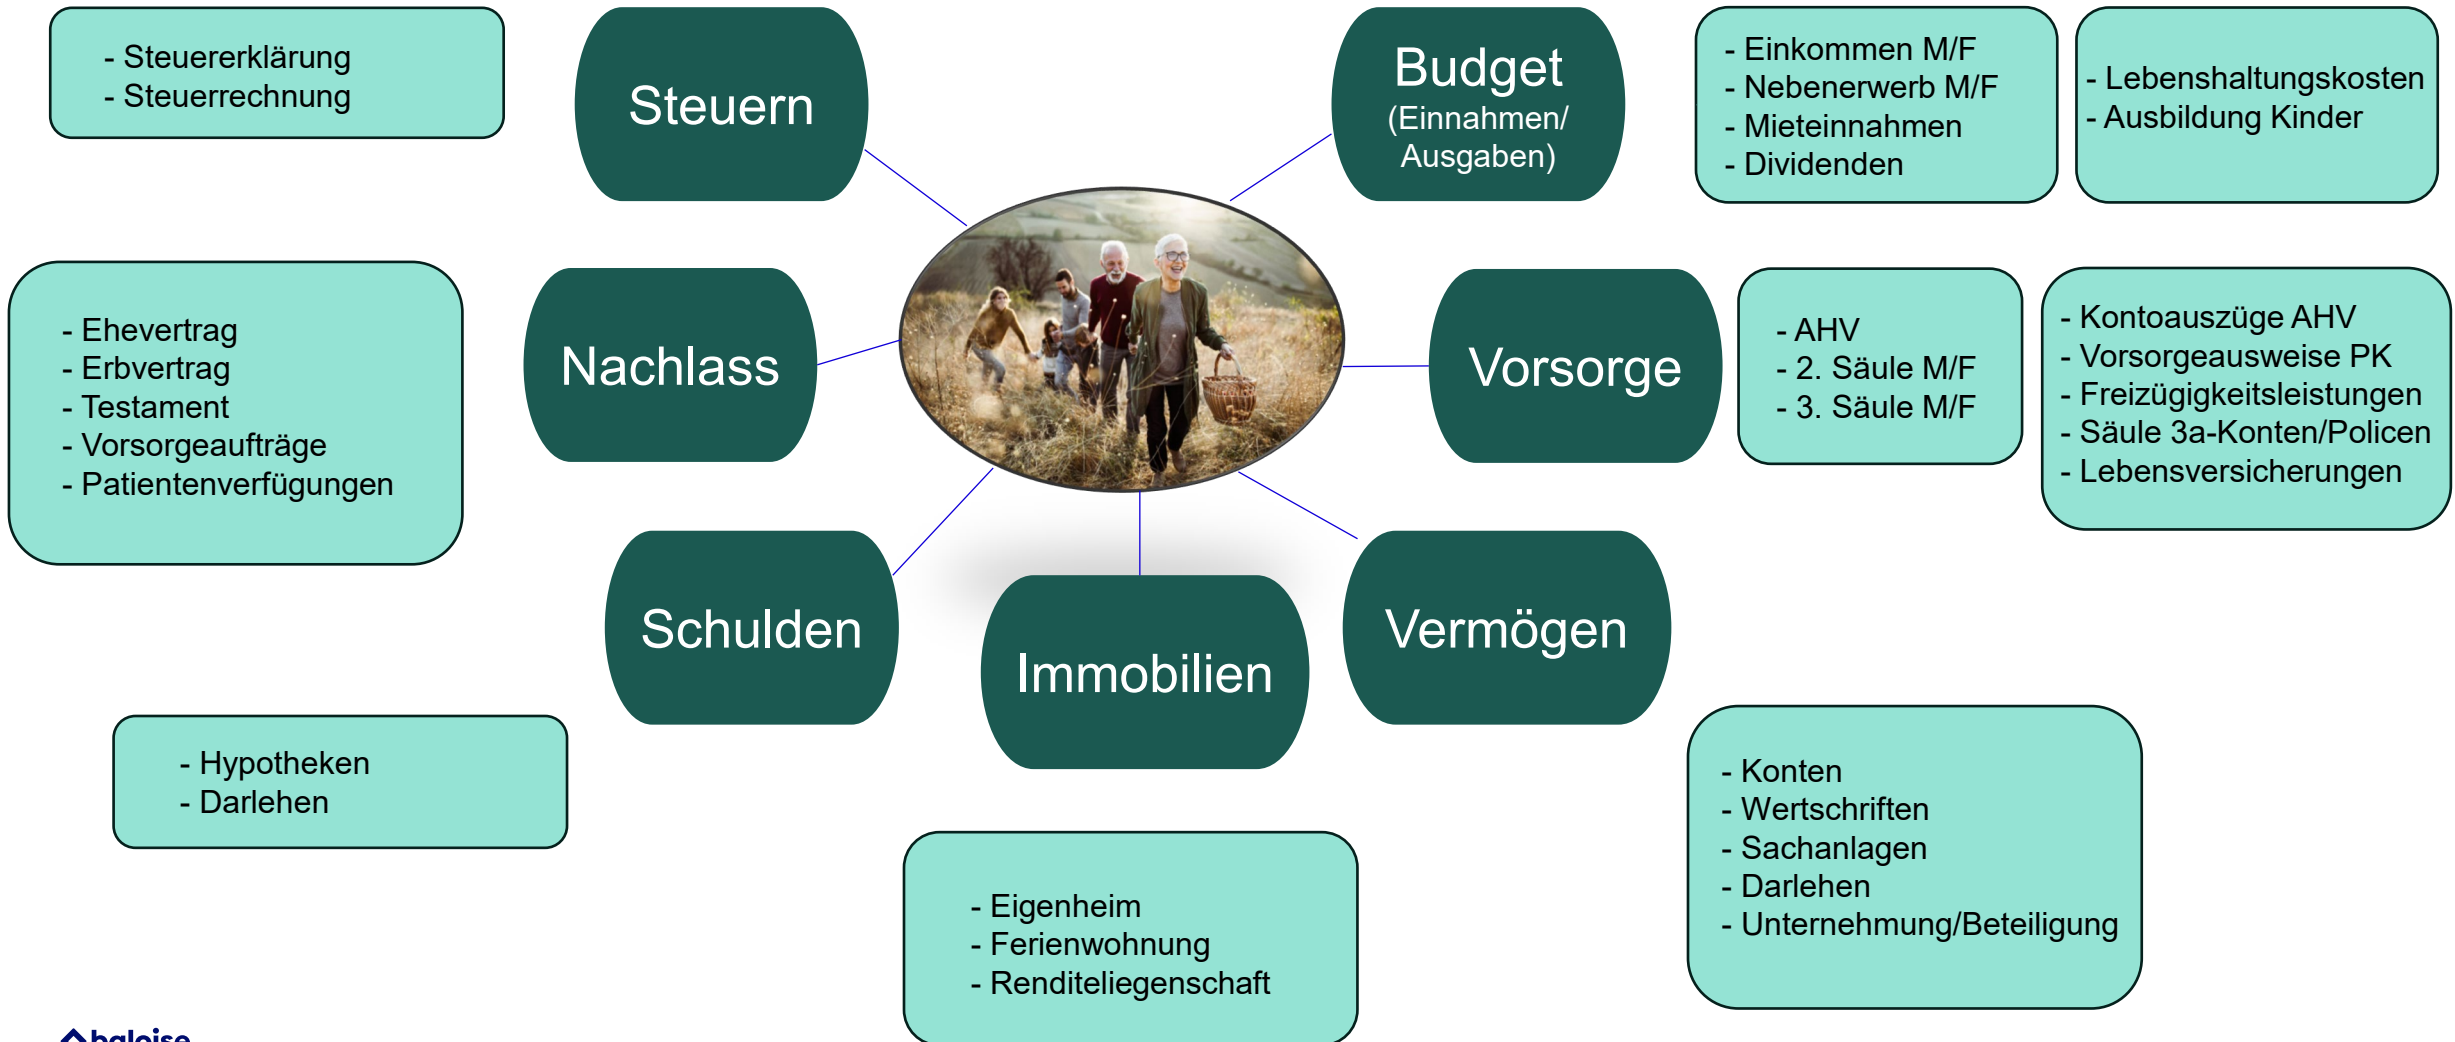 - Steuererklärung
- Steuerrechnung
Steuern
Budget
(Einnahmen/
Ausgaben)
- Einkommen M/F
- Nebenerwerb M/F
- Mieteinnahmen
- Dividenden
- Lebenshaltungskosten
- Ausbildung Kinder
- Ehevertrag
- Erbvertrag
- Testament
- Vorsorgeaufträge
- Patientenverfügungen
Nachlass
Vorsorge
- AHV
- 2. Säule M/F
- 3. Säule M/F
- Kontoauszüge AHV
- Vorsorgeausweise PK
- Freizügigkeitsleistungen
- Säule 3a-Konten/Policen
- Lebensversicherungen
Schulden
Immobilien
Vermögen
- Hypotheken
- Darlehen
- Eigenheim
- Ferienwohnung
- Renditeliegenschaft
- Konten
- Wertschriften
- Sachanlagen
- Darlehen
- Unternehmung/Beteiligung
baloise